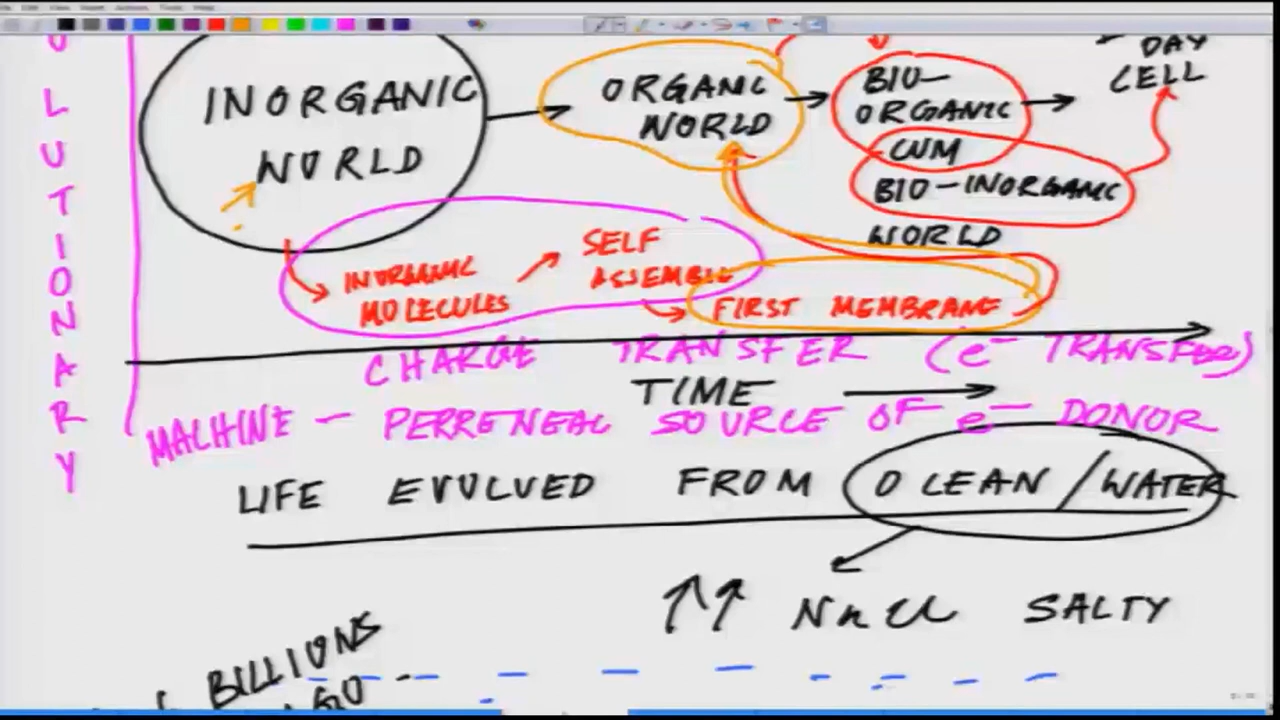 LUTIONARY
INORGANIC
WORLD
ORGANIC
WORLD
BIO-
ORGANIC
CUM
BIO-INORGANIC
WORLD
DAY
CELL
INORGANIC
MOLECULES
SELF
ASSEMBLE
FIRST MEMBRANE
CHARGE TRANSFER (e- TRANSFER)
TIME
MACHINE - PERRENEAL SOURCE OF e- DONOR
LIFE EVOLVED FROM OCEAN/WATER
↑↑ NaCl SALTY
BILLIONS